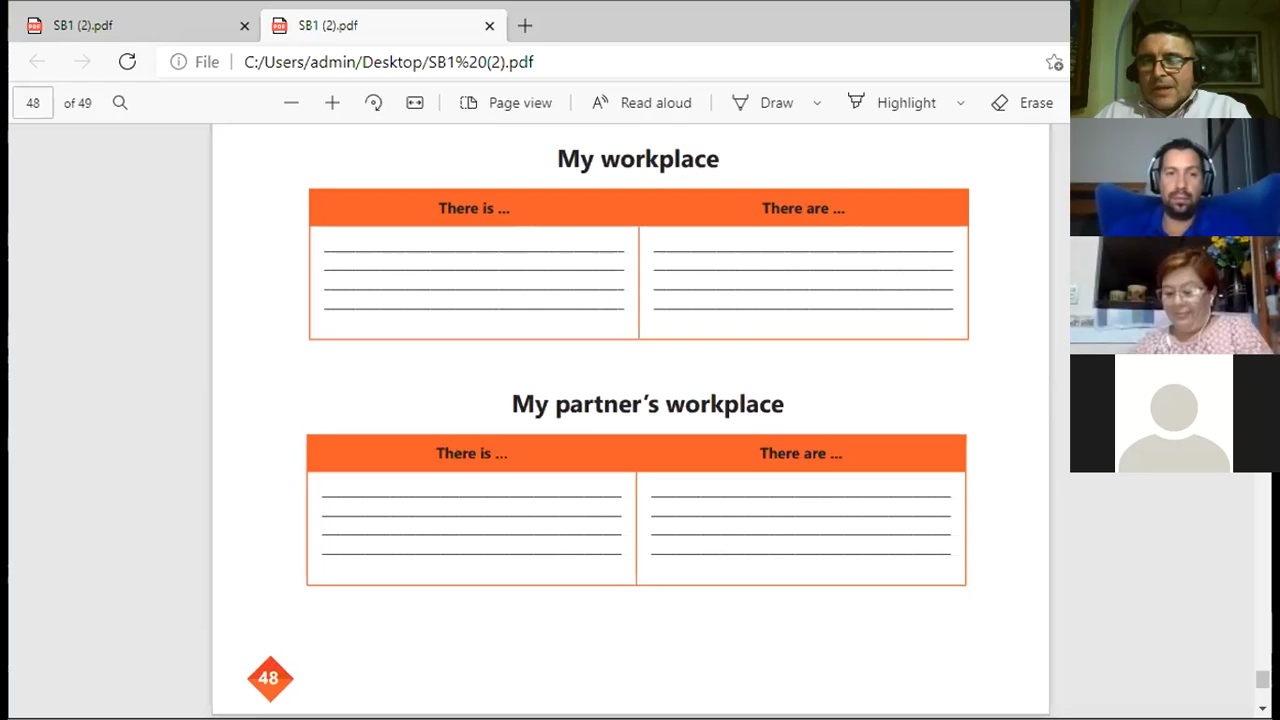 SB1 (2).pdf
SB1 (2).pdf
File
C:/Users/admin/Desktop/SB1%20(2).pdf
48 of 49
Page view
Read aloud
Draw
Highlight
Erase
My workplace
There is ...
There are ...
My partner's workplace
There is ...
There are ...
48